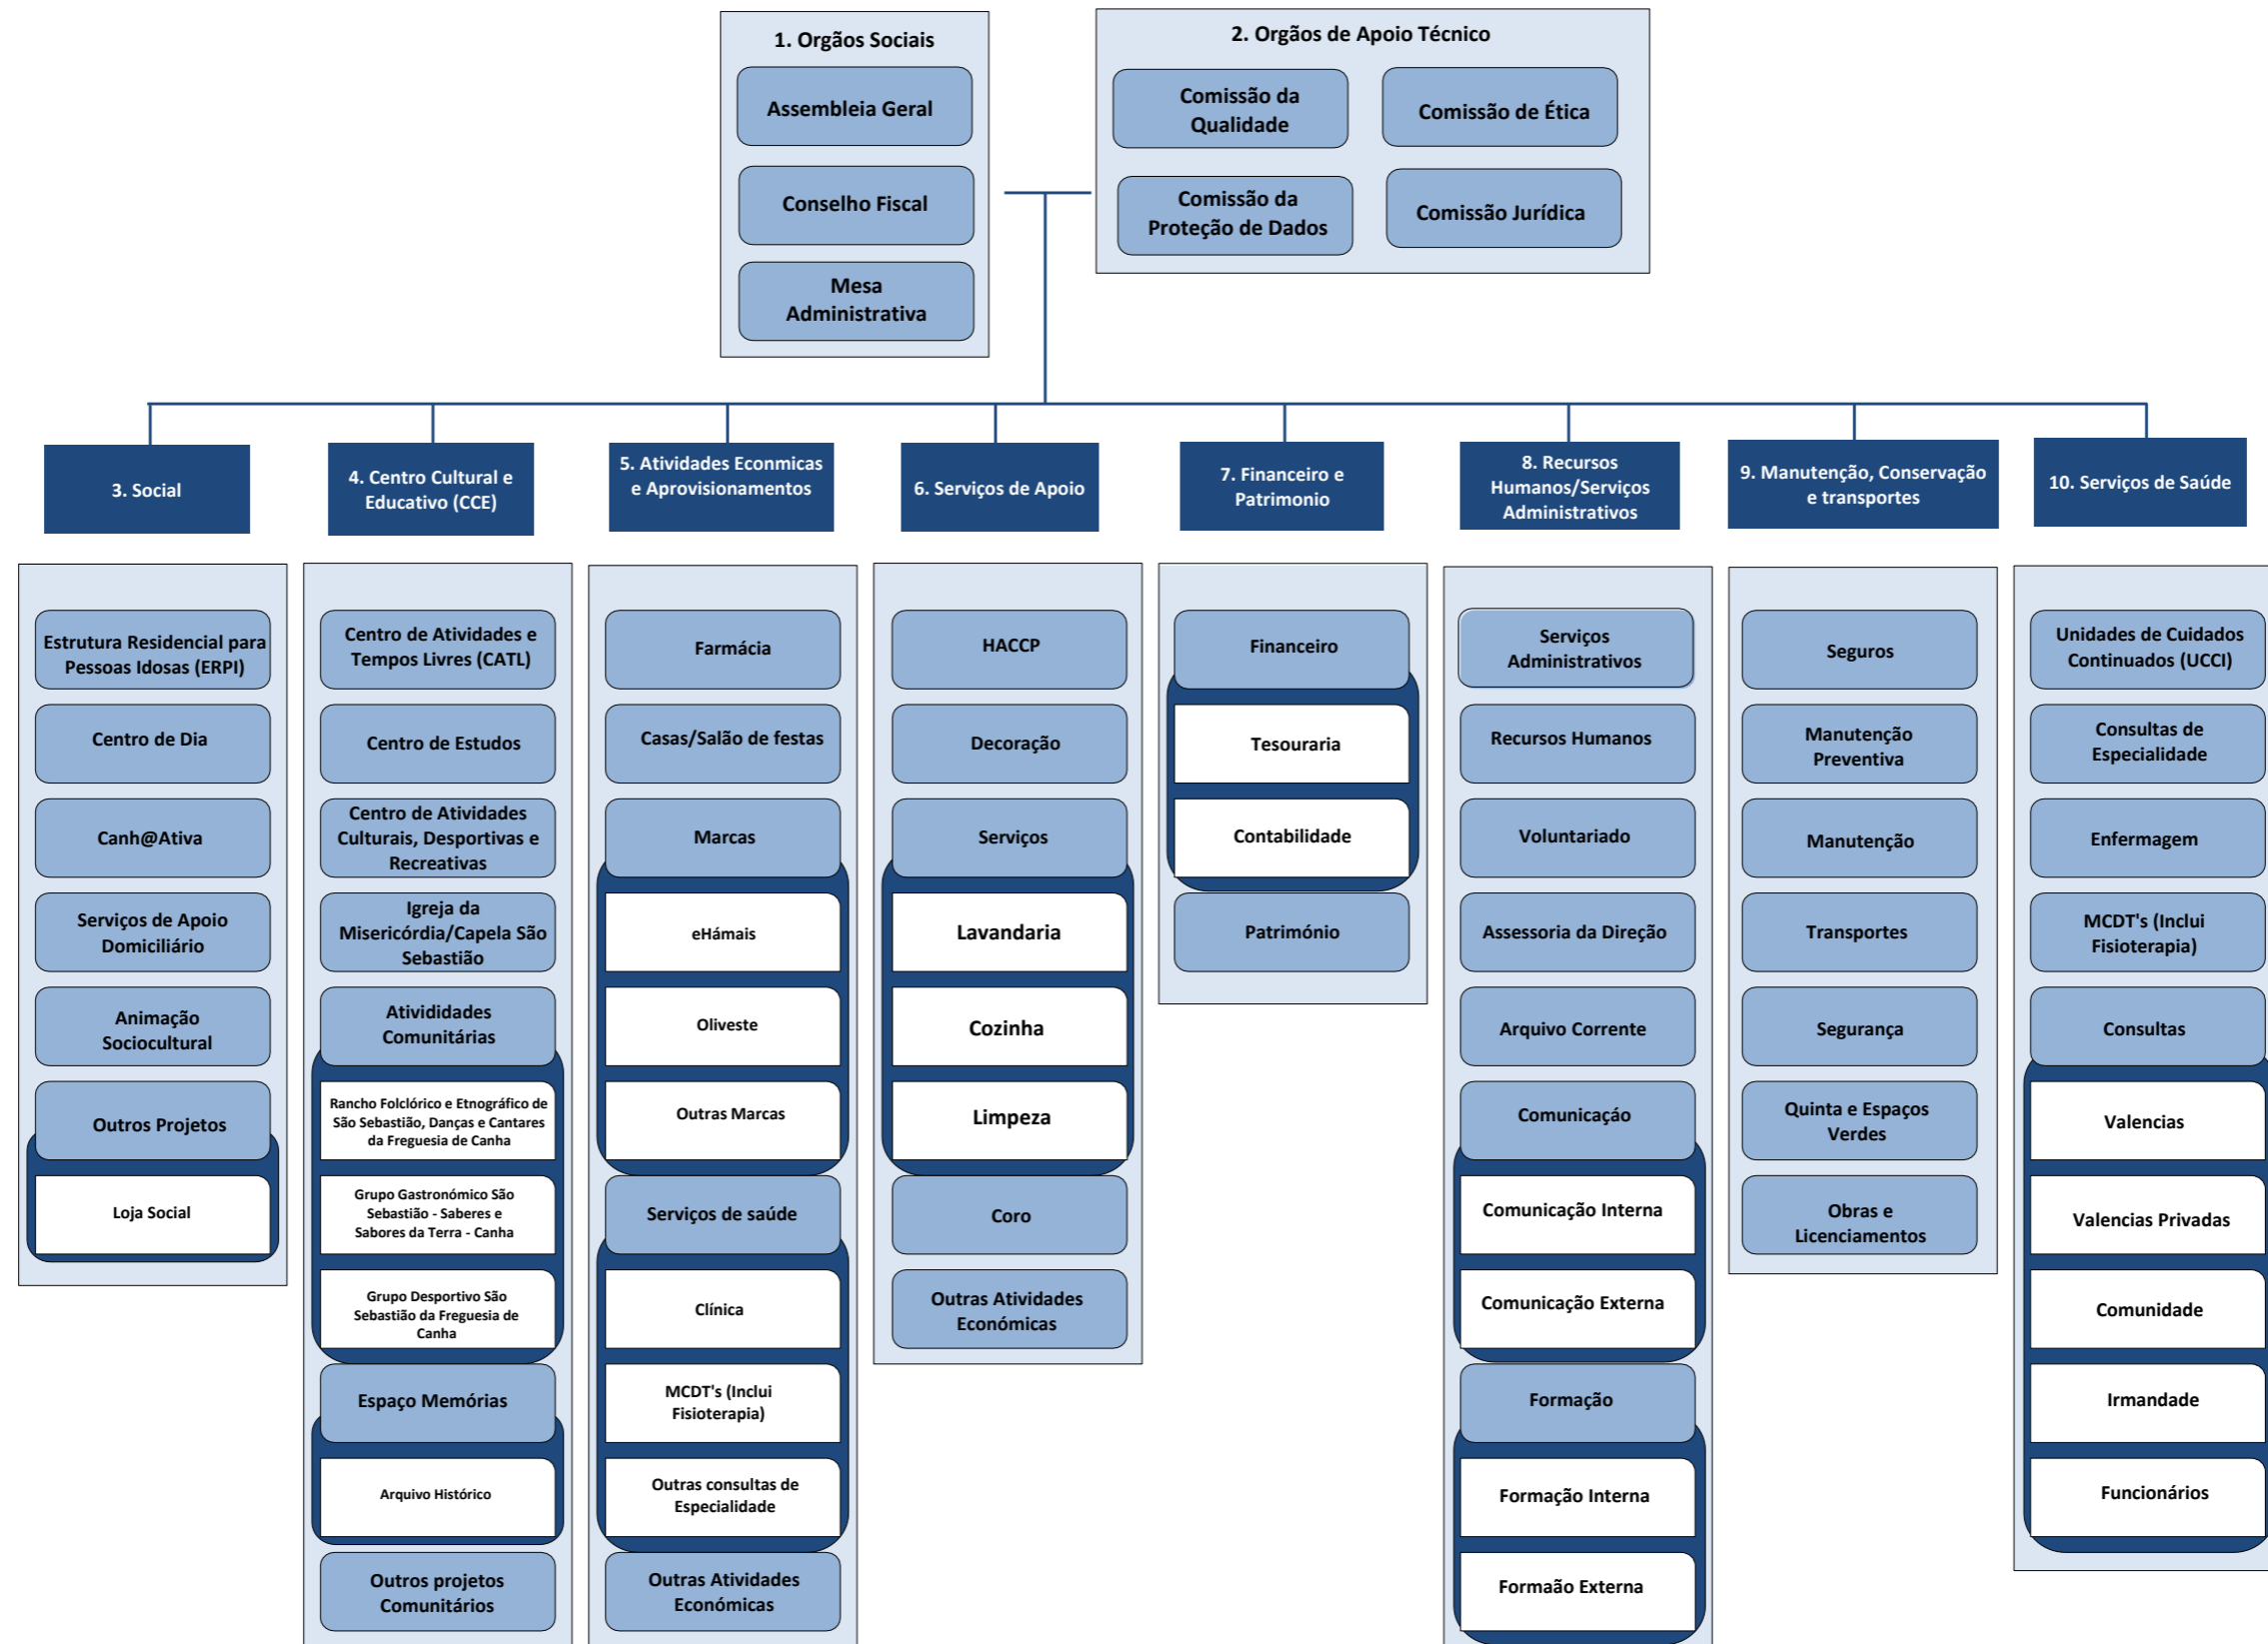 1. Orgãos Sociais
Assembleia Geral
Conselho Fiscal
Mesa
Administrativa
2. Orgãos de Apoio Técnico
Comissão da
Qualidade
Comissão de Ética
Comissão da
Proteção de Dados
Comissão Jurídica
3. Social
4. Centro Cultural e
Educativo (CCE)
5. Atividades Econmicas
e Aprovisionamentos
6. Serviços de Apoio
7. Financeiro e
Patrimonio
8. Recursos
Humanos/Serviços
Administrativos
9. Manutenção, Conservação
e transportes
10. Serviços de Saúde
Estrutura Residencial para
Pessoas Idosas (ERPI)
Centro de Dia
Canh@Ativa
Serviços de Apoio
Domiciliário
Animação
Sociocultural
Outros Projetos
Loja Social
Centro de Atividades e
Tempos Livres (CATL)
Centro de Estudos
Centro de Atividades
Culturais, Desportivas e
Recreativas
Igreja da
Misericórdia/Capela São
Sebastião
Ativididades
Comunitárias
Rancho Folclórico e Etnográfico de
São Sebastião, Danças e Cantares
da Freguesia de Canha
Grupo Gastronómico São
Sebastião - Saberes e
Sabores da Terra - Canha
Grupo Desportivo São
Sebastião da Freguesia de
Canha
Espaço Memórias
Arquivo Histórico
Outros projetos
Comunitários
Farmácia
Casas/Salão de festas
Marcas
eHámais
Oliveste
Outras Marcas
Serviços de saúde
Clínica
MCDT's (Inclui
Fisioterapia)
Outras consultas de
Especialidade
Outras Atividades
Económicas
HACCP
Decoração
Serviços
Lavandaria
Cozinha
Limpeza
Coro
Outras Atividades
Económicas
Financeiro
Tesouraria
Contabilidade
Património
Serviços
Administrativos
Recursos Humanos
Voluntariado
Assessoria da Direção
Arquivo Corrente
Comunicaçáo
Comunicação Interna
Comunicação Externa
Formação
Formação Interna
Formaão Externa
Seguros
Manutenção
Preventiva
Manutenção
Transportes
Segurança
Quinta e Espaços
Verdes
Obras e
Licenciamentos
Unidades de Cuidados
Continuados (UCCI)
Consultas de
Especialidade
Enfermagem
MCDT's (Inclui
Fisioterapia)
Consultas
Valencias
Valencias Privadas
Comunidade
Irmandade
Funcionários